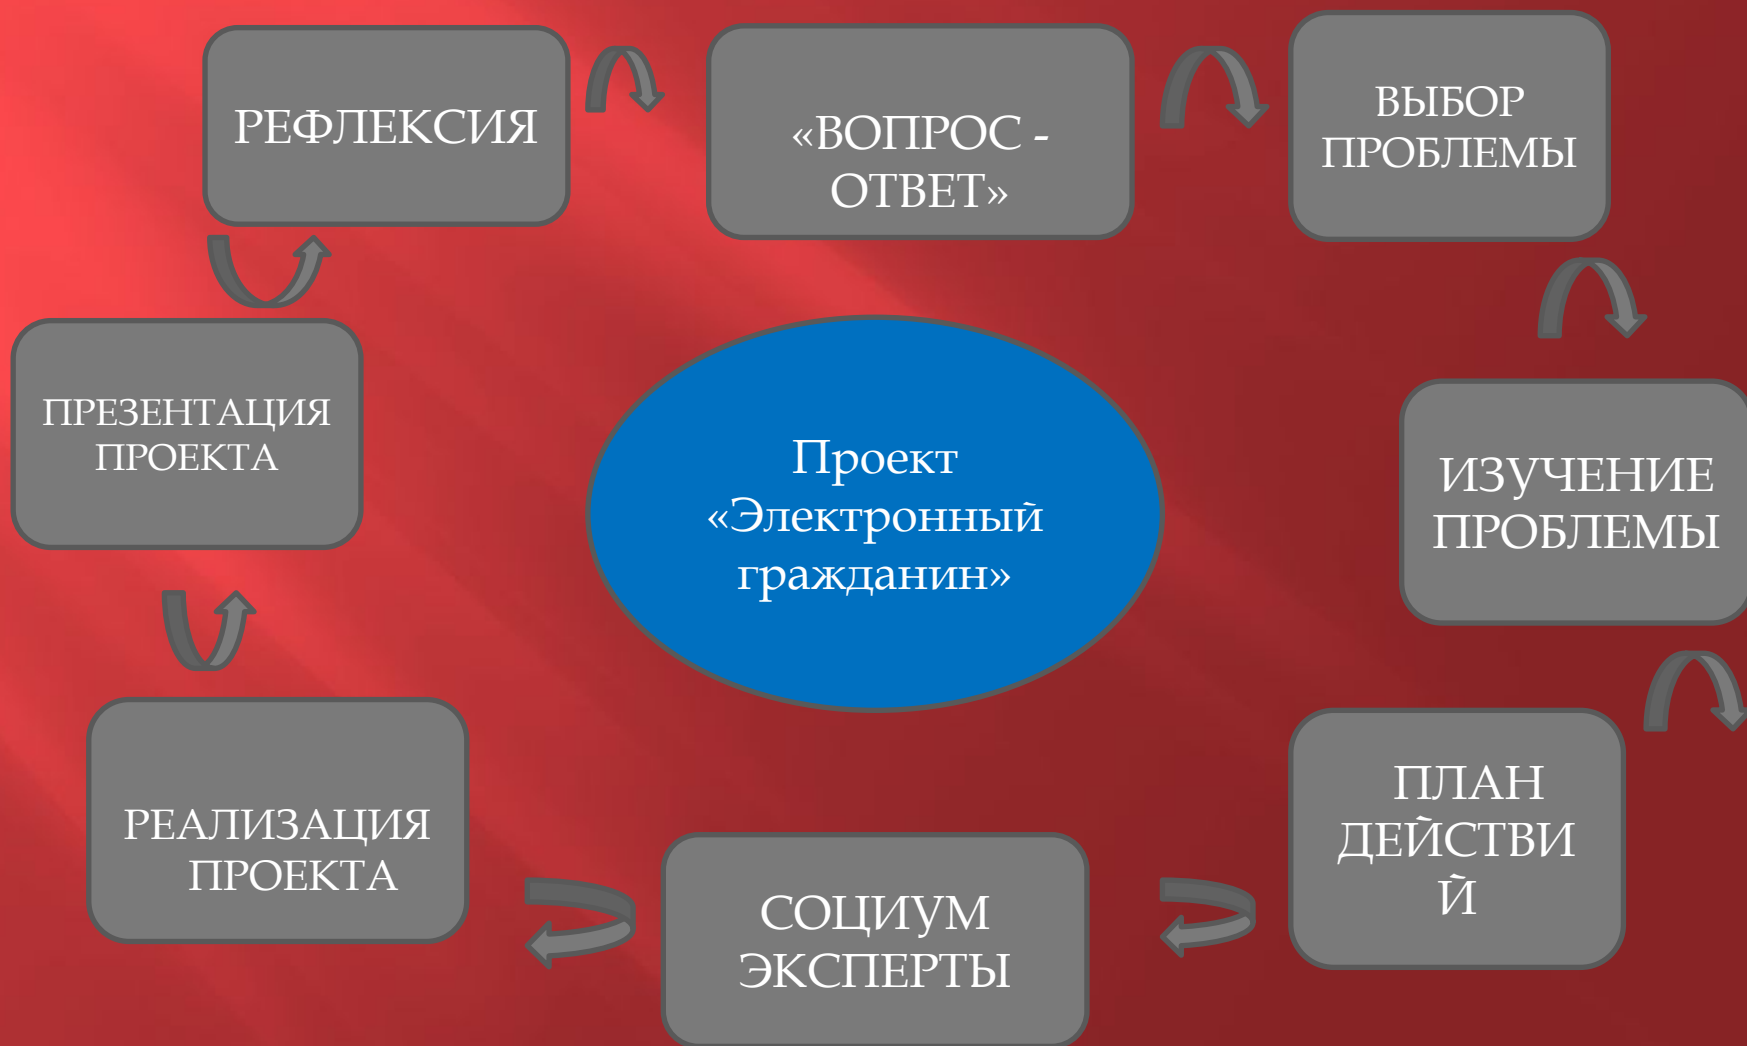 РЕФЛЕКСИЯ
«ВОПРОС -
ОТВЕТ»
ВЫБОР
ПРОБЛЕМЫ
ПРЕЗЕНТАЦИЯ
ПРОЕКТА
Проект
«Электронный
гражданин»
ИЗУЧЕНИЕ
ПРОБЛЕМЫ
РЕАЛИЗАЦИЯ
ПРОЕКТА
СОЦИУМ
ЭКСПЕРТЫ
ПЛАН
ДЕЙСТВИ
Й